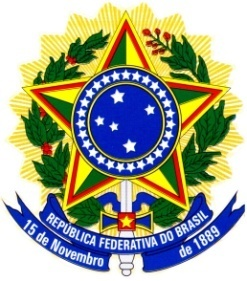 REPÚBLICA FEDERATIVA DO BRASIL
15 de Novembro
de 1889